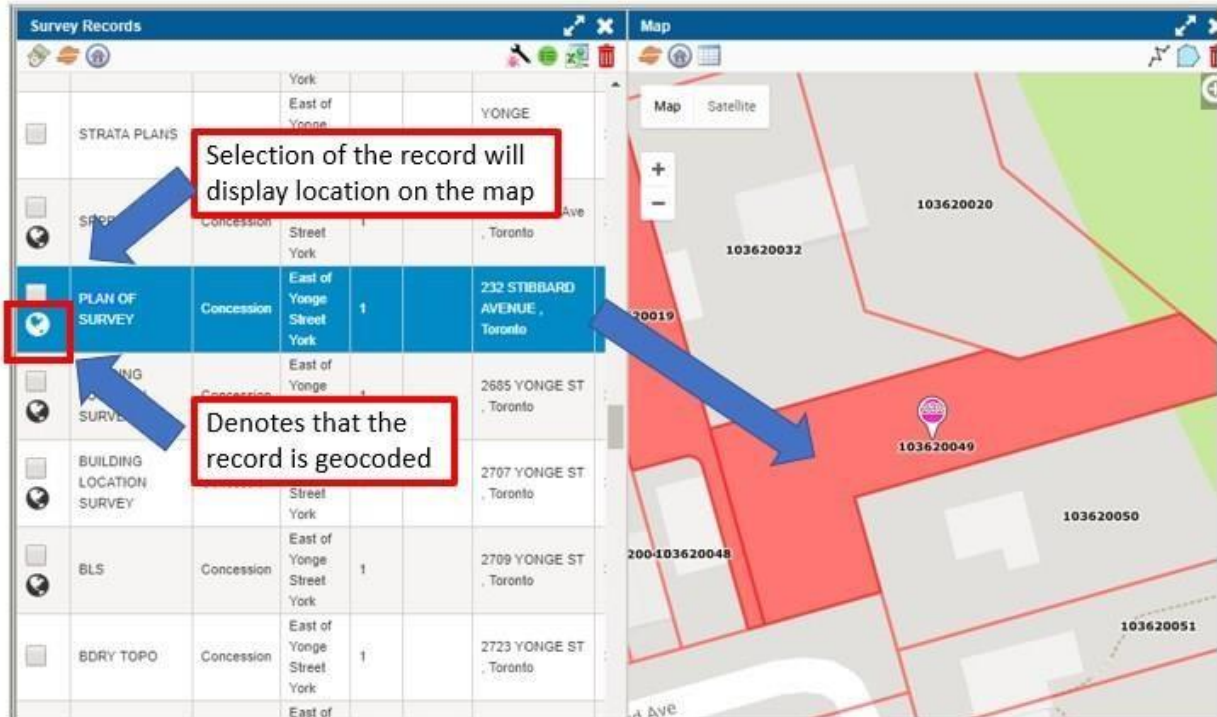 Survey Records
York
East of
Yonge
STRATA PLANS
YONGE
Selection of the record will
display location on the map
Concession
Street
York
1
Ave
, Toronto
PLAN OF
SURVEY
Concession
East of
Yonge
Street
York
1
232 STIBBARD
AVENUE ,
Toronto
SURVEY
East of
Yonge
2685 YONGE ST
, Toronto
Denotes that the
record is geocoded
BUILDING
LOCATION
SURVEY
Street
York
2707 YONGE ST
, Toronto
BLS
Concession
East of
Yonge
Street
York
1
2709 YONGE ST
, Toronto
BDRY TOPO
Concession
East of
Yonge
Street
York
1
2723 YONGE ST
, Toronto
East of
Map
Map Satellite
+
−
103620020
103620032
20019
103620049
103620050
103620048
103620051
Ave